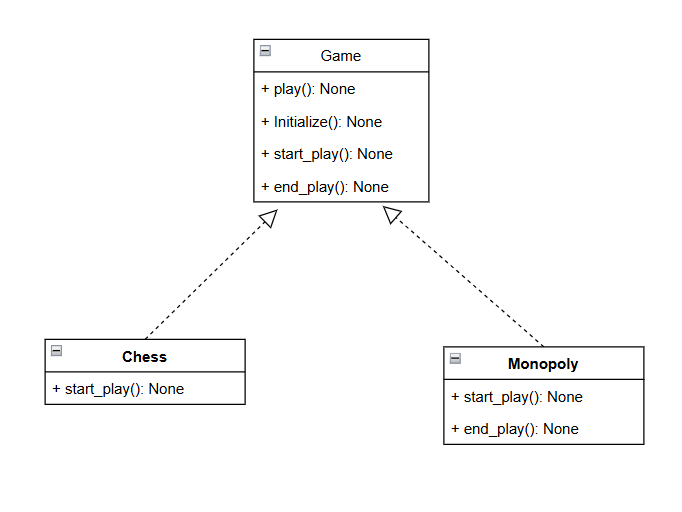 Game
+ play(): None
+ Initialize(): None
+ start_play(): None
+ end_play(): None
Chess
+ start_play(): None
Monopoly
+ start_play(): None
+ end_play(): None